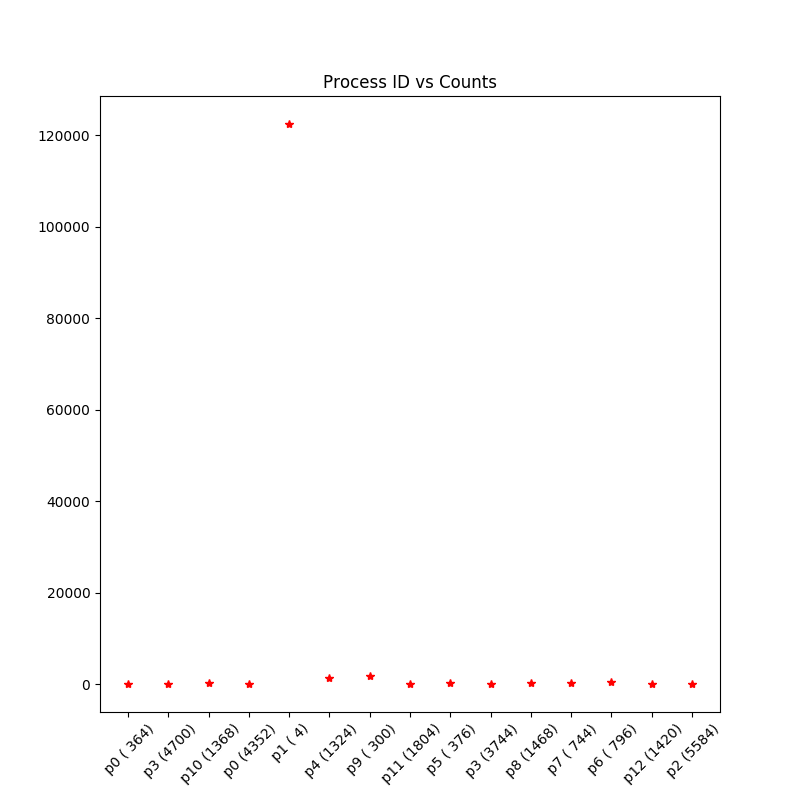 Process ID vs Counts
120000
100000
80000
60000
40000
20000
0
p0 ( 364)
p3 (4700)
p10 (1368)
p0 (4352)
p1 ( 4)
p4 (1324)
p9 ( 300)
p11 (1804)
p5 ( 376)
p3 (3744)
p8 (1468)
p7 ( 744)
p6 ( 796)
p12 (1420)
p2 (5584)